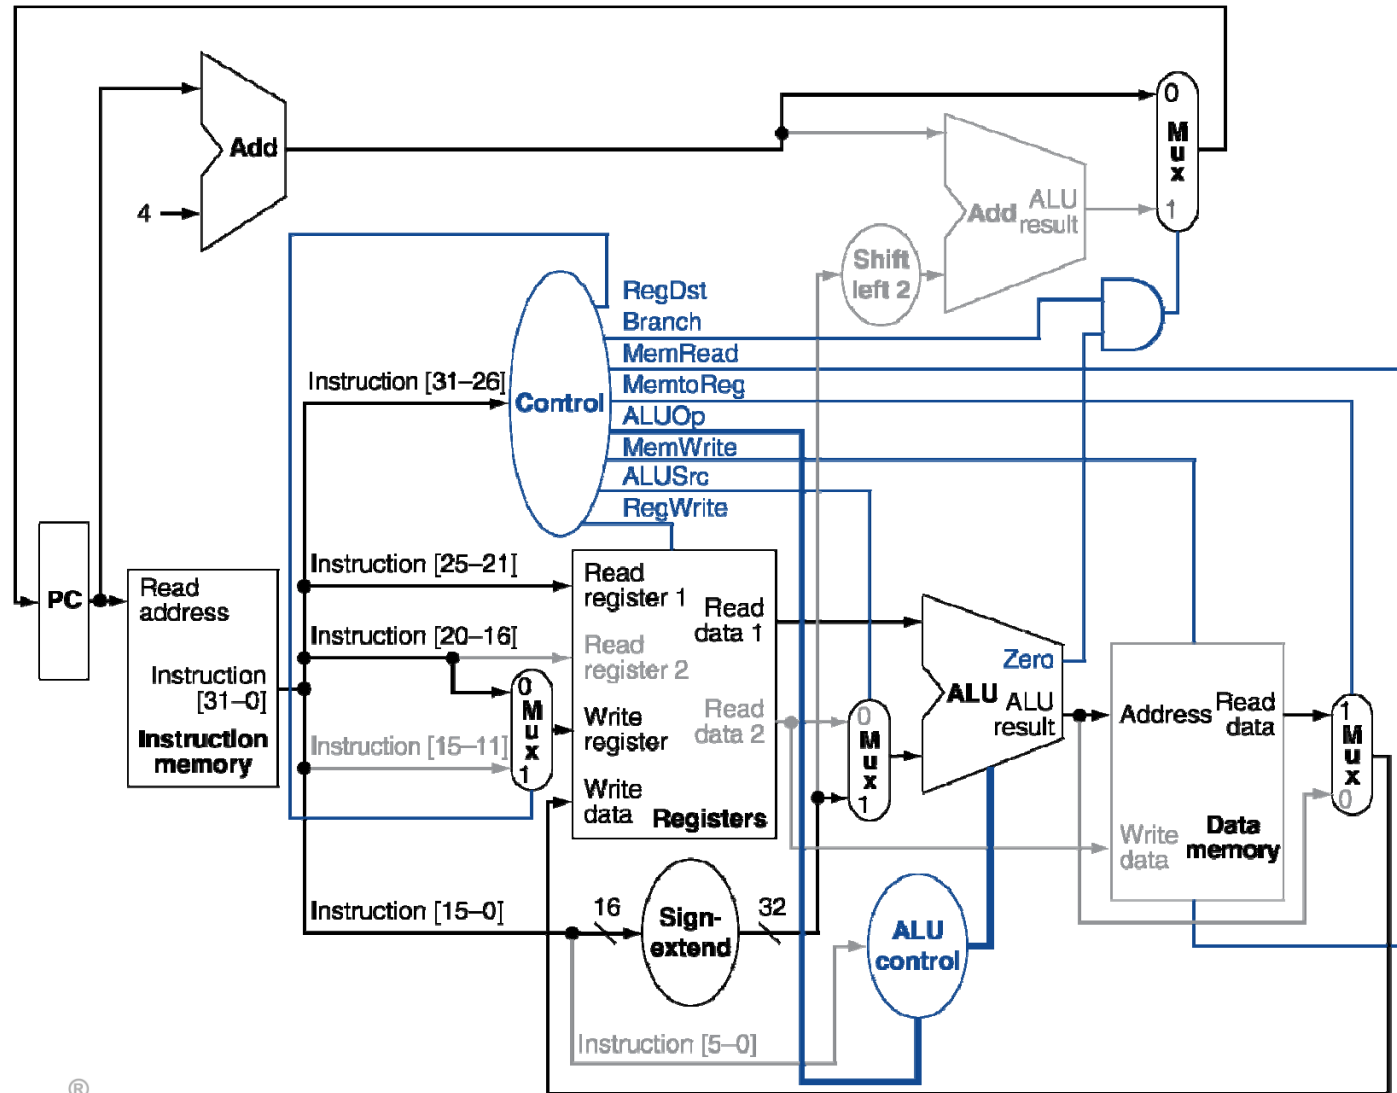 0
M
u
x
1
Add
4
Add
ALU
result
Shift
left 2
RegDst
Branch
MemRead
MemtoReg
ALUOp
MemWrite
ALUSrc
RegWrite
Instruction [31–26]
Control
PC
Read
address
Instruction
[31–0]
Instruction
memory
Instruction [25–21]
Instruction [20–16]
Instruction [15–11]
0
M
u
x
1
Read
register 1
Read
register 2
Write
register
Write
data
Read
data 1
Read
data 2
Registers
0
M
u
x
1
Zero
ALU
ALU
result
Address
Read
data
Write
data
Data
memory
1
M
u
x
0
Instruction [15–0]
16
Sign-
extend
32
ALU
control
Instruction [5–0]
®